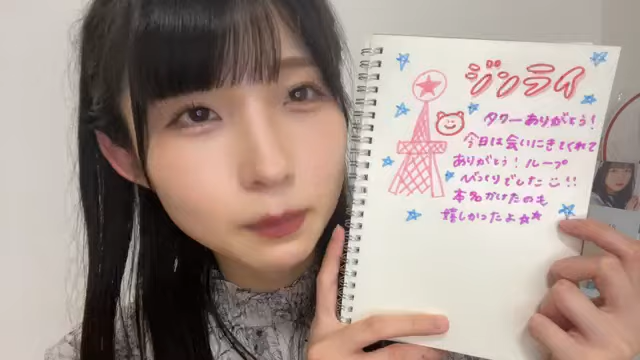 ジンライ
タワーありがとう！
今日は会いにきてくれて
ありがとう！ループ
びっくりでした!!
本名かけたのも
嬉しかったよ☆☆